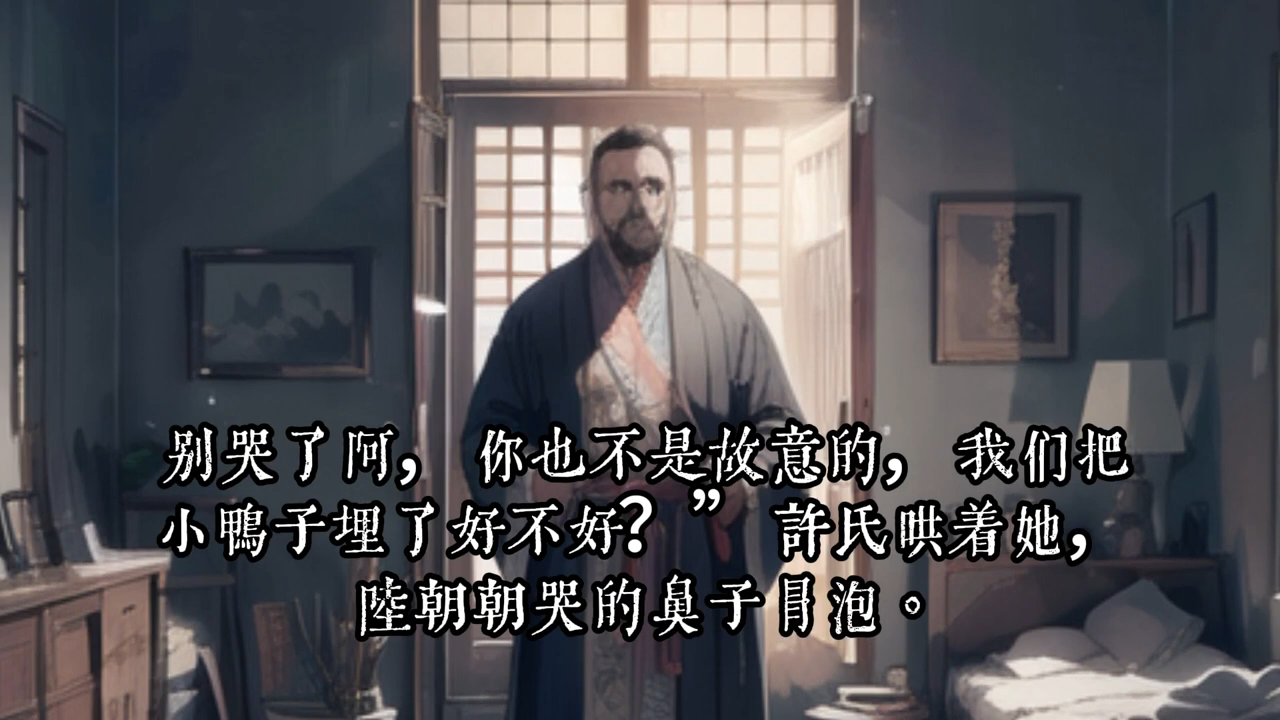 别哭了阿，你也不是故意的，我们把
小鴨子埋了好不好？”許氏哄着她，
陸朝朝哭的鼻子冒泡。